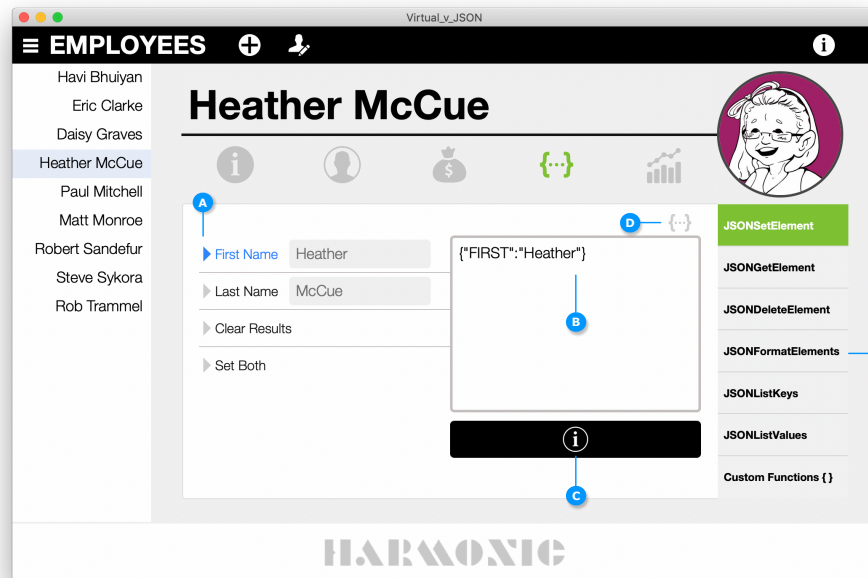 Virtual_v_JSON
EMPLOYEES
Havi Bhuiyan
Eric Clarke
Daisy Graves
Heather McCue
Paul Mitchell
Matt Monroe
Robert Sandefur
Steve Sykora
Rob Trammel
Heather McCue
A
First Name Heather
Last Name McCue
Clear Results
Set Both
D
{"FIRST":"Heather"}
B
C
JSONSetElement
JSONGetElement
JSONDeleteElement
JSONFormatElements
JSONListKeys
JSONListValues
Custom Functions { }
HARMONIC